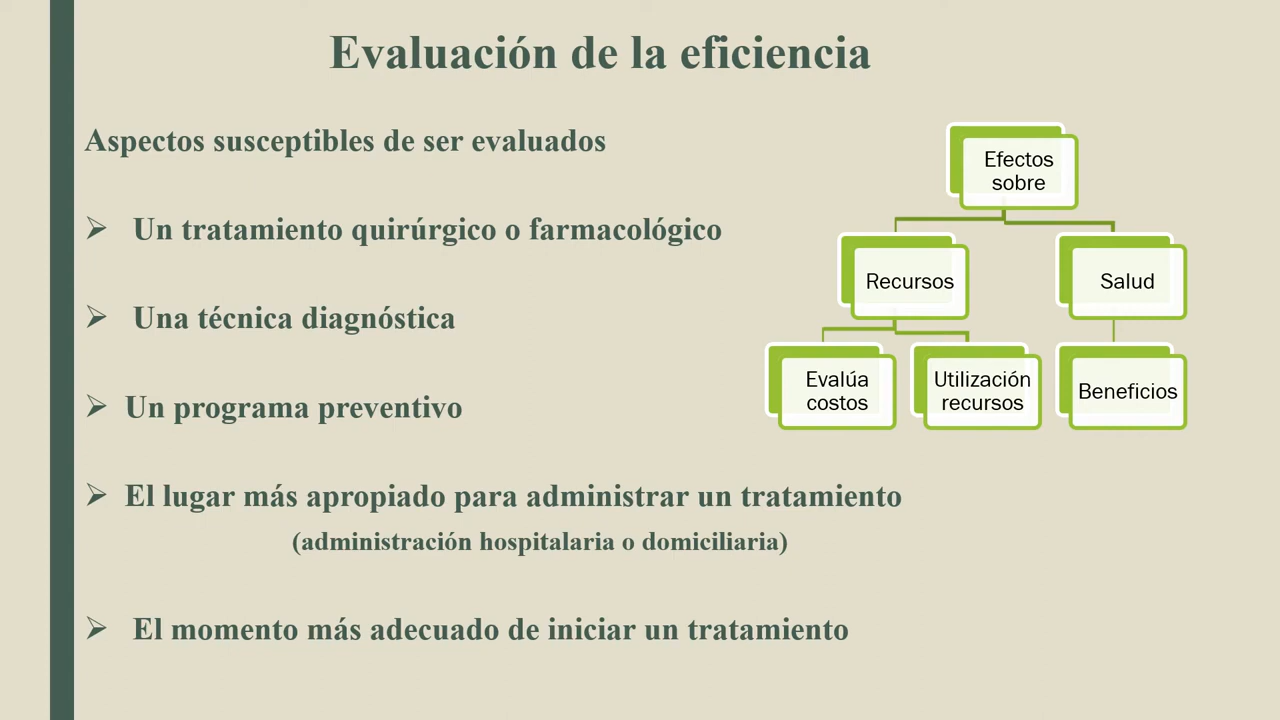 Evaluación de la eficiencia
Aspectos susceptibles de ser evaluados
Un tratamiento quirúrgico o farmacológico
Una técnica diagnóstica
Un programa preventivo
El lugar más apropiado para administrar un tratamiento
(administración hospitalaria o domiciliaria)
El momento más adecuado de iniciar un tratamiento
Efectos
sobre
Recursos
Salud
Evalúa
costos
Utilización
recursos
Beneficios